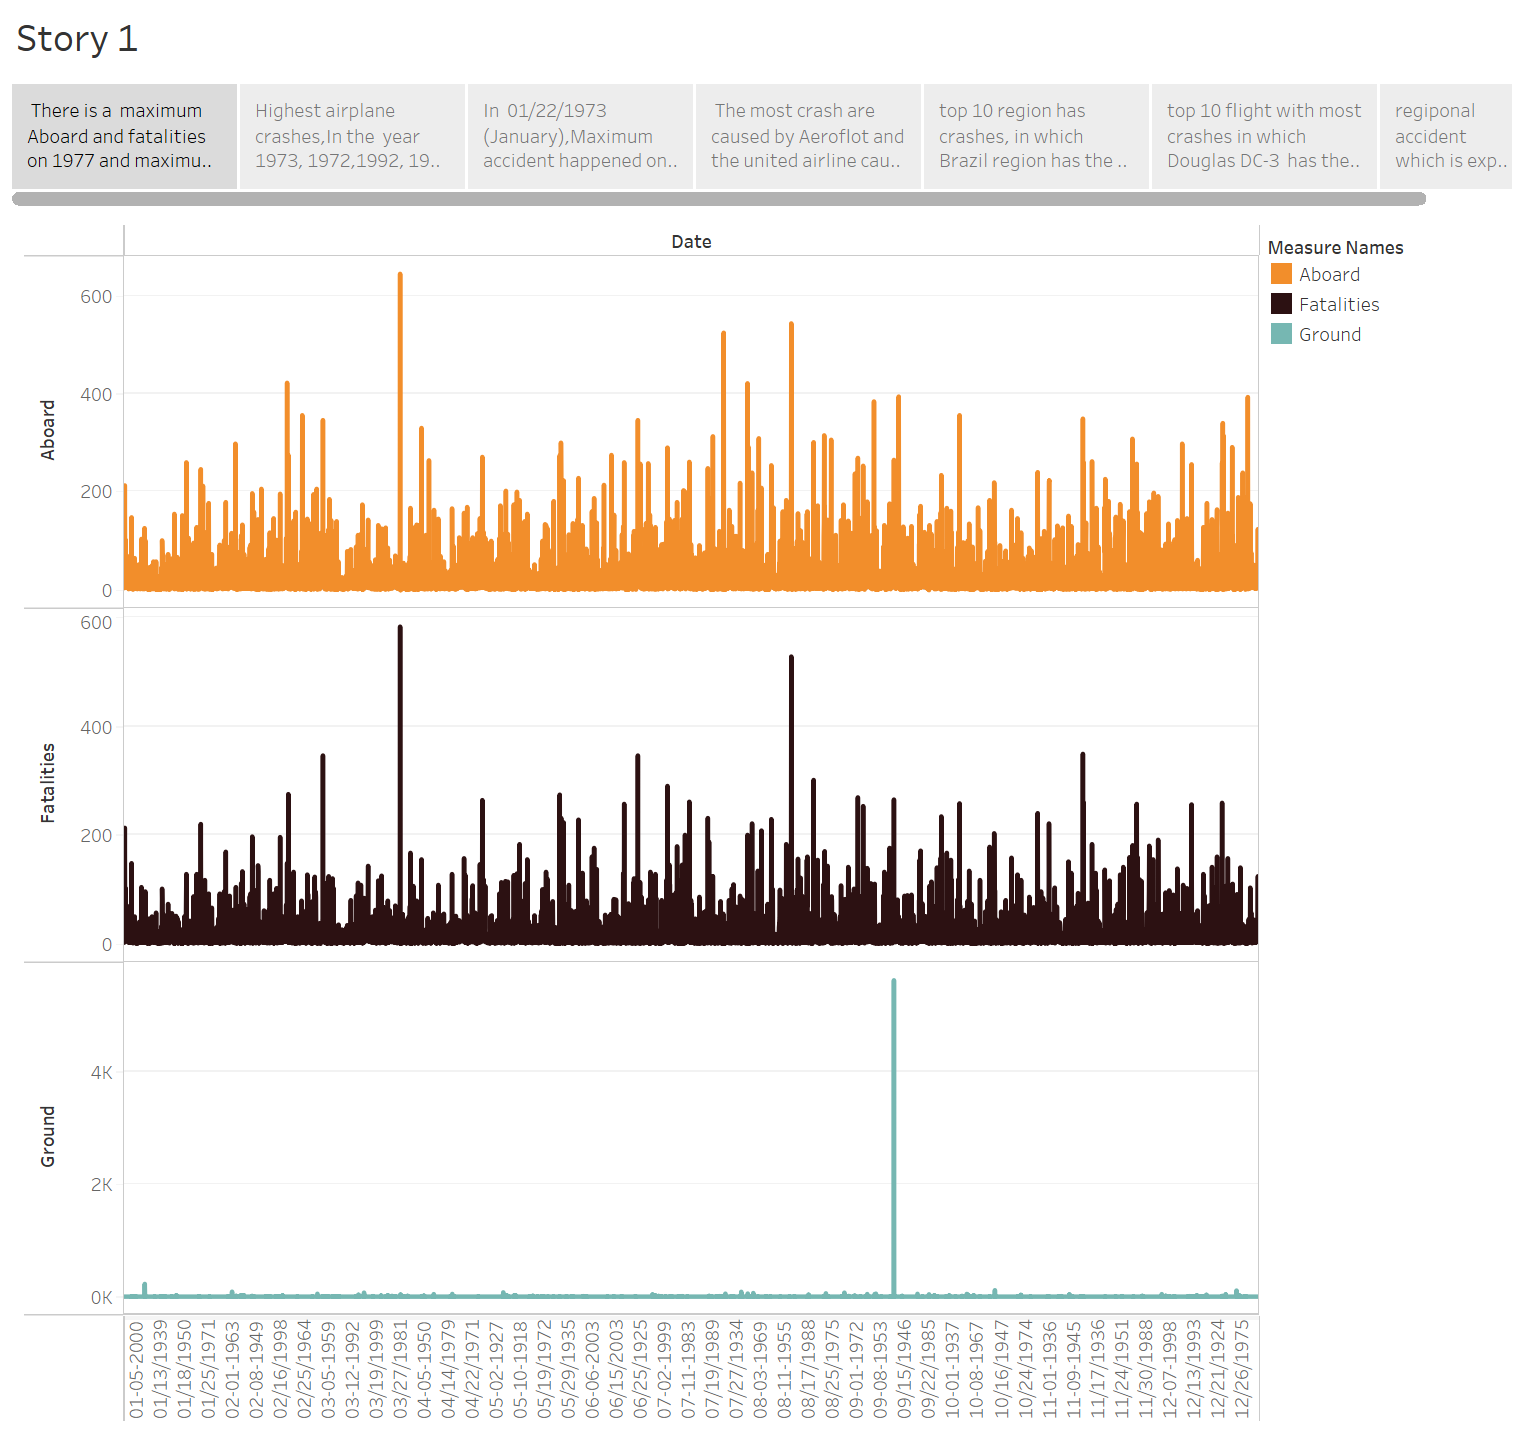 Story 1
There is a maximum
Aboard and fatalities
on 1977 and maximu..
Highest airplane
crashes,In the year
1973, 1972,1992, 19..
In 01/22/1973
(January),Maximum
accident happened on..
The most crash are
caused by Aeroflot and
the united airline cau..
top 10 region has
crashes, in which
Brazil region has the ..
top 10 flight with most
crashes in which
Douglas DC-3 has the..
regiponal
accident
which is exp..
Date
Measure Names
Aboard
Fatalities
Ground
Aboard
600
400
200
0
Fatalities
600
400
200
0
Ground
4K
2K
0K
01-05-2000
01/13/1939
01/18/1950
01/25/1971
02-01-1963
02-08-1949
02/16/1998
02/25/1964
03-05-1959
03-12-1992
03/19/1999
03/27/1981
04-05-1950
04/14/1979
04/22/1971
05-02-1927
05-10-1918
05/19/1972
05/29/1935
06-06-2003
06/15/2003
06/25/1925
07-02-1999
07-11-1983
07/19/1989
07/27/1934
08-03-1969
08-11-1955
08/17/1988
08/25/1975
09-01-1972
09-08-1953
09/15/1946
09/22/1985
10-01-1937
10-08-1967
10/16/1947
10/24/1974
11-01-1936
11-09-1945
11/17/1936
11/24/1951
11/30/1988
12-07-1998
12/13/1993
12/21/1924
12/26/1975